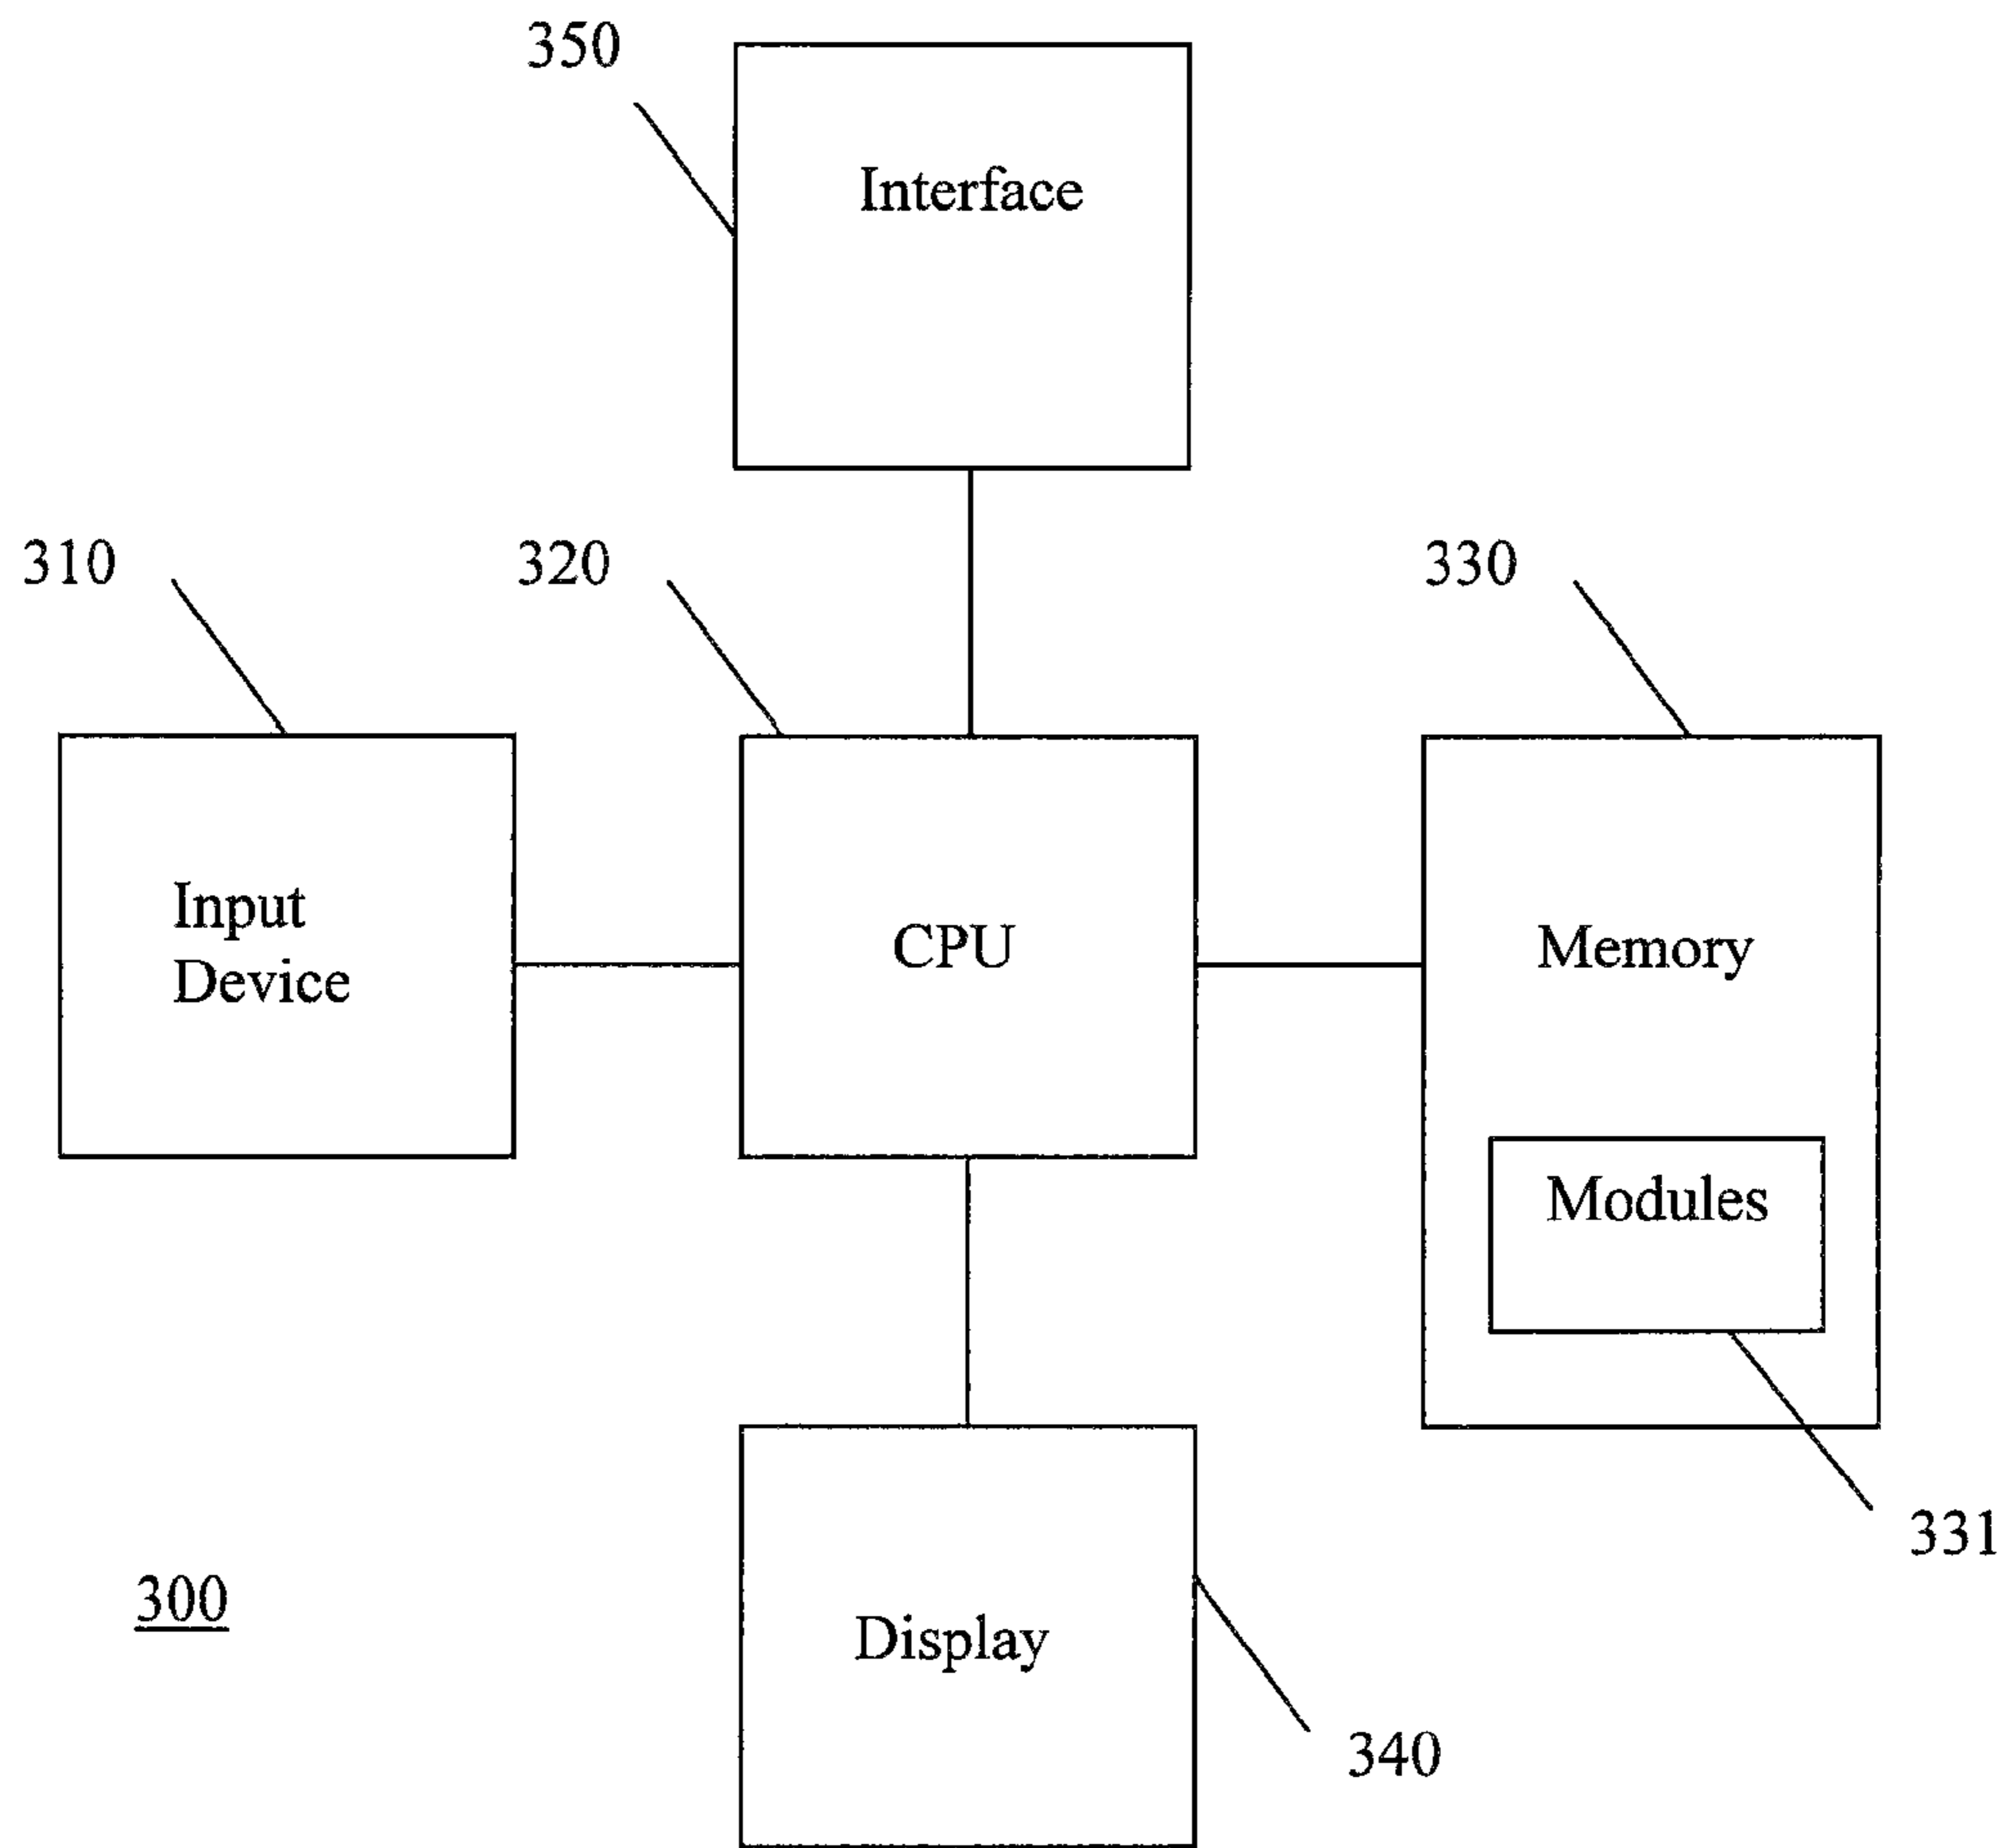 350
Interface
310
320
330
Input
Device
CPU
Memory
Modules
331
300
Display
340